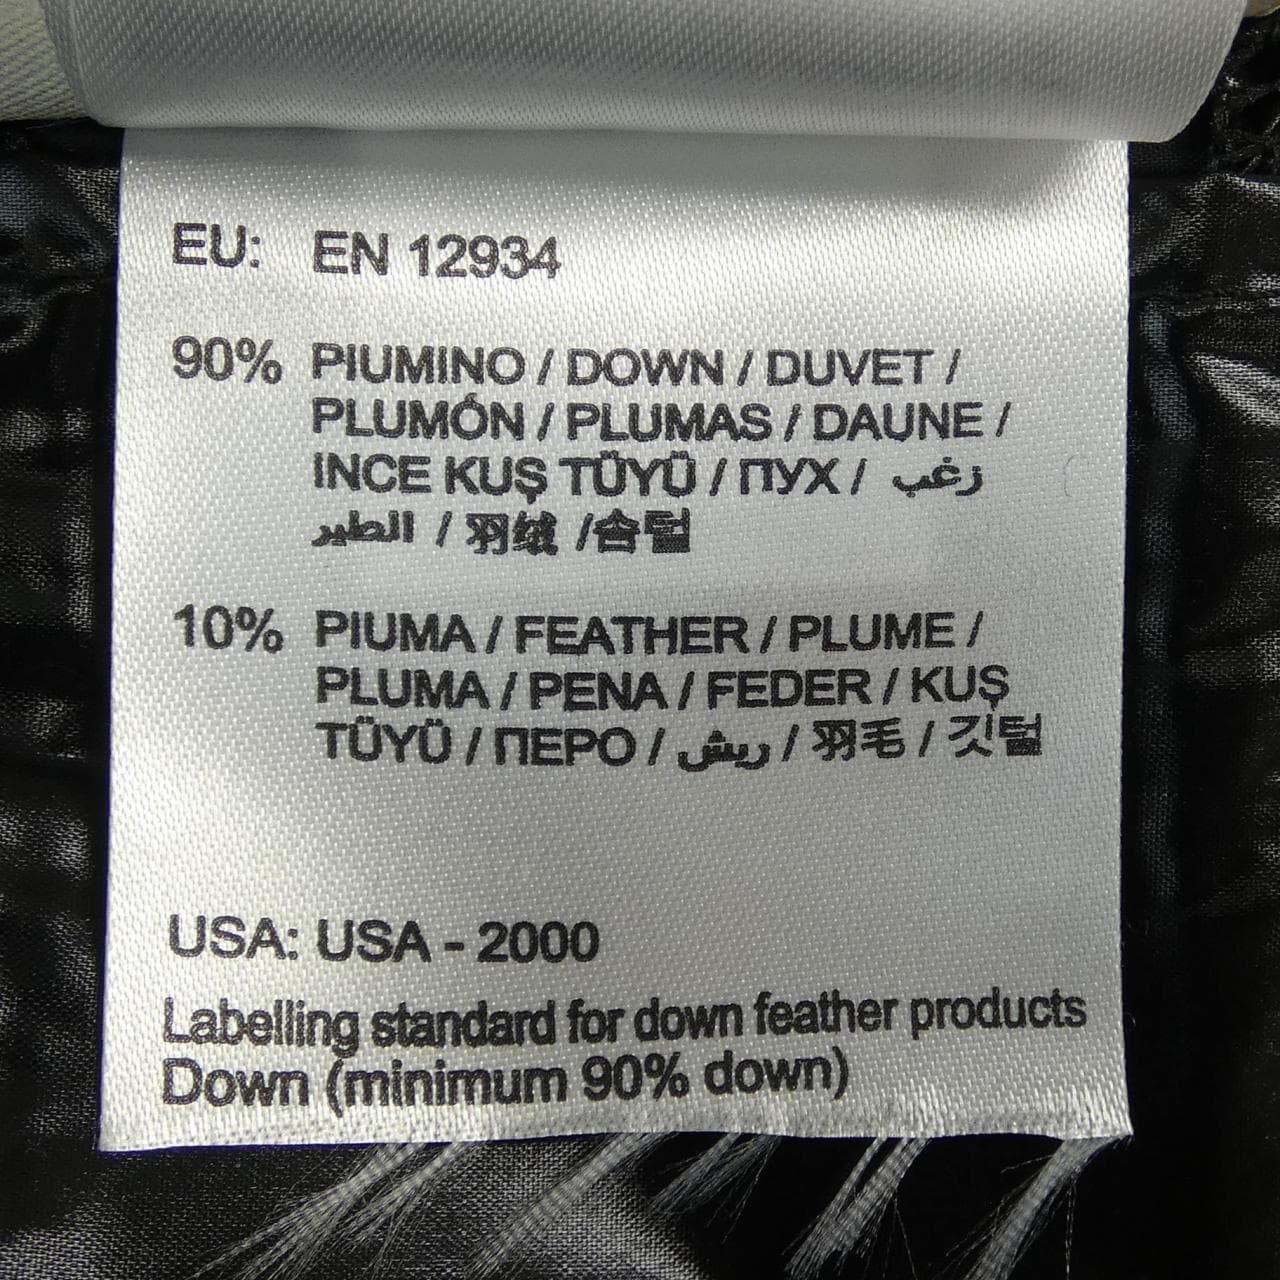 EU: EN 12934
90% PIUMINO / DOWN / DUVET /
PLUMÓN / PLUMAS / DAUNE /
INCE KUŞ TÜYÜ / ПУХ / زغب
الطير / 羽绒 /솜털
10% PIUMA / FEATHER / PLUME /
PLUMA / PENA / FEDER / KUŞ
TÜYÜ / ПЕРО / ريش / 羽毛 / 깃털
USA: USA - 2000
Labelling standard for down feather products
Down (minimum 90% down)